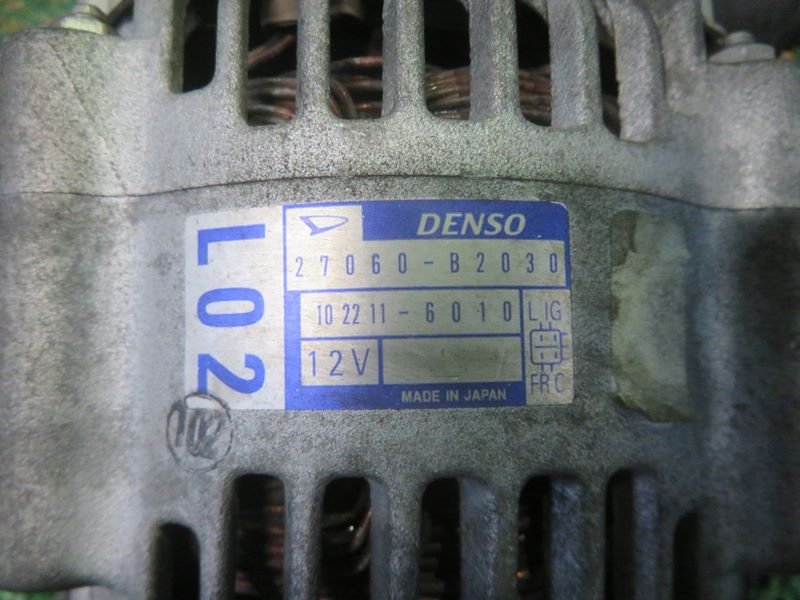 DENSO
27060-B2030
102211-6010
L IG
12V
FR C
MADE IN JAPAN
L02
102